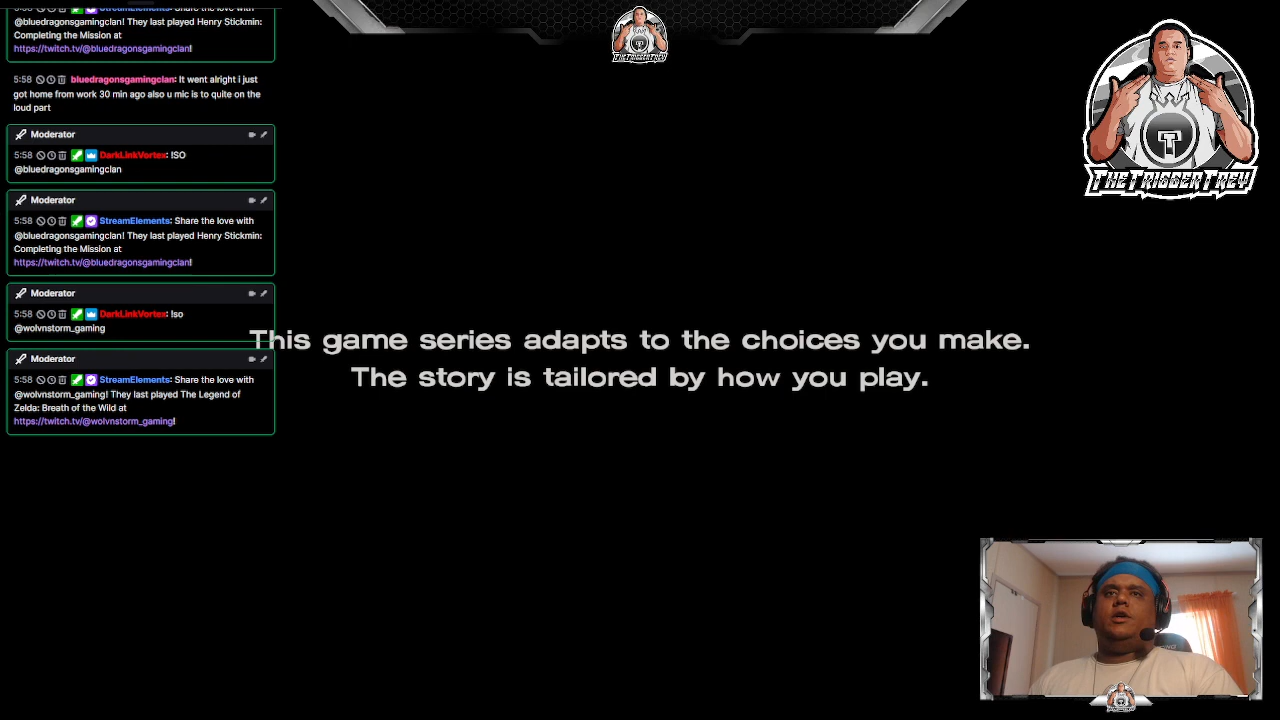 @bluedragonsgamingclan! They last played Henry Stickmin:
Completing the Mission at
https://twitch.tv/@bluedragonsgamingclan!
5:58 bluedragonsgamingclan: It went alright i just
got home from work 30 min ago also u mic is to quite on the
loud part
Moderator
5:58 DarkLinkVortex: !SO
@bluedragonsgamingclan
Moderator
5:58 StreamElements: Share the love with
@bluedragonsgamingclan! They last played Henry Stickmin:
Completing the Mission at
https://twitch.tv/@bluedragonsgamingclan!
Moderator
5:58 DarkLinkVortex: !so
@wolvnstorm_gaming
Moderator
5:58 StreamElements: Share the love with
@wolvnstorm_gaming! They last played The Legend of
Zelda: Breath of the Wild at
https://twitch.tv/@wolvnstorm_gaming!
This game series adapts to the choices you make.
The story is tailored by how you play.
THETRIGGERTREY
T
THETRIGGERTREY